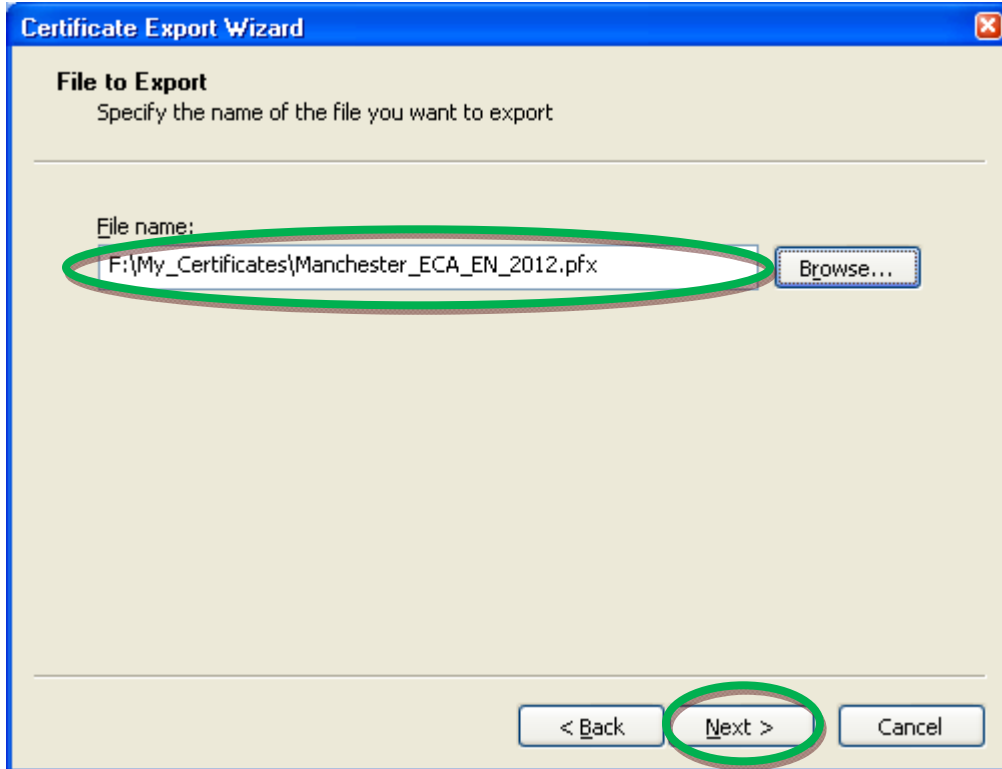 Certificate Export Wizard
File to Export
Specify the name of the file you want to export
File name:
F:\My_Certificates\Manchester_ECA_EN_2012.pfx
Browse...
< Back
Next >
Cancel